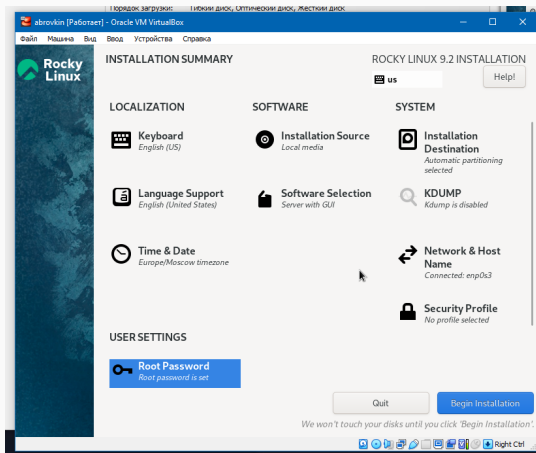 Порядок загрузки: Гибкий диск, Оптический диск, Жёсткий диск
abrovkin [Работает] - Oracle VM VirtualBox
Файл Машина Вид Ввод Устройства Справка
Rocky Linux
INSTALLATION SUMMARY
ROCKY LINUX 9.2 INSTALLATION
us
Help!
LOCALIZATION
SOFTWARE
SYSTEM
Keyboard
English (US)
Installation Source
Local media
Installation Destination
Automatic partitioning selected
Language Support
English (United States)
Software Selection
Server with GUI
KDUMP
Kdump is disabled
Time & Date
Europe/Moscow timezone
Network & Host Name
Connected: enp0s3
Security Profile
No profile selected
USER SETTINGS
Root Password
Root password is set
Quit
Begin Installation
We won't touch your disks until you click 'Begin Installation'.
Right Ctrl